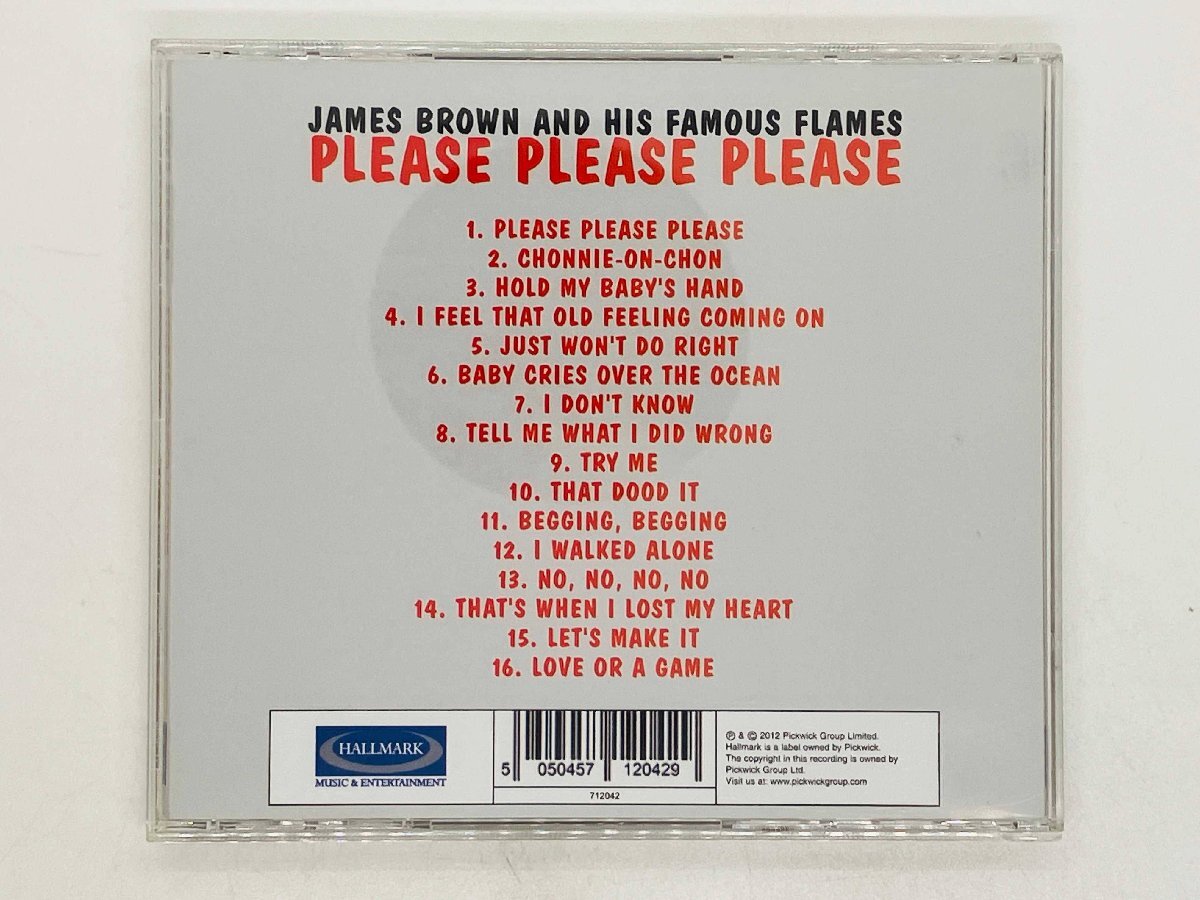 JAMES BROWN AND HIS FAMOUS FLAMES
PLEASE PLEASE PLEASE
1. PLEASE PLEASE PLEASE
2. CHONNIE-ON-CHON
3. HOLD MY BABY'S HAND
4. I FEEL THAT OLD FEELING COMING ON
5. JUST WON'T DO RIGHT
6. BABY CRIES OVER THE OCEAN
7. I DON'T KNOW
8. TELL ME WHAT I DID WRONG
9. TRY ME
10. THAT DOOD IT
11. BEGGING, BEGGING
12. I WALKED ALONE
13. NO, NO, NO, NO
14. THAT'S WHEN I LOST MY HEART
15. LET'S MAKE IT
16. LOVE OR A GAME
HALLMARK
MUSIC & ENTERTAINMENT
5 050457 120429
712042
℗ & © 2012 Pickwick Group Limited.
Hallmark is a label owned by Pickwick.
The copyright in this recording is owned by
Pickwick Group Ltd.
Visit us at: www.pickwickgroup.com